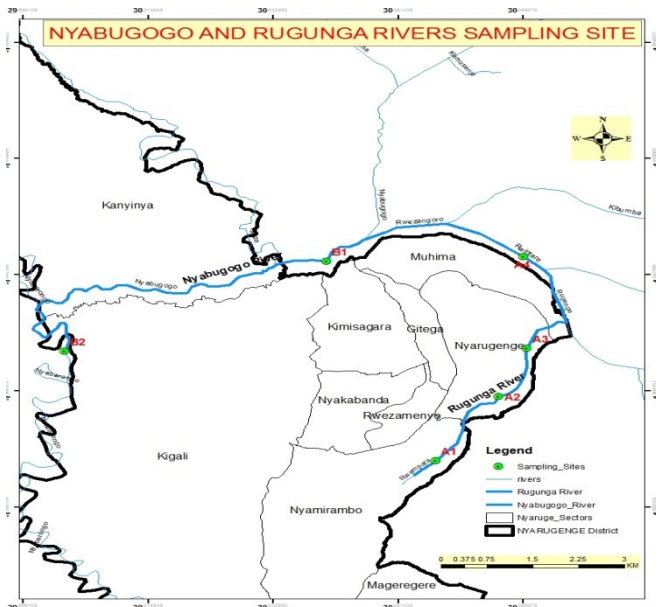 NYABUGOGO AND RUGUNGA RIVERS SAMPLING SITE
Kanyinya
Nyabugogo
Rwezangoro
Kibumba
B1
Muhima
A4
Nyabugogo River
Nyabugogo
Kimisagara
Gitega
Nyarugenge
A3
B2
Nyakabanda
Rwezamenyo
Rugunga River
A2
Kigali
A1
Nyamirambo
Mageregere
N
W
E
S
Legend
Sampling_Sites
rivers
Rugunga River
Nyabugogo_River
Nyaruge_Sectors
NYARUGENGE District
0 0.375 0.75 1.5 2.25 3
KM